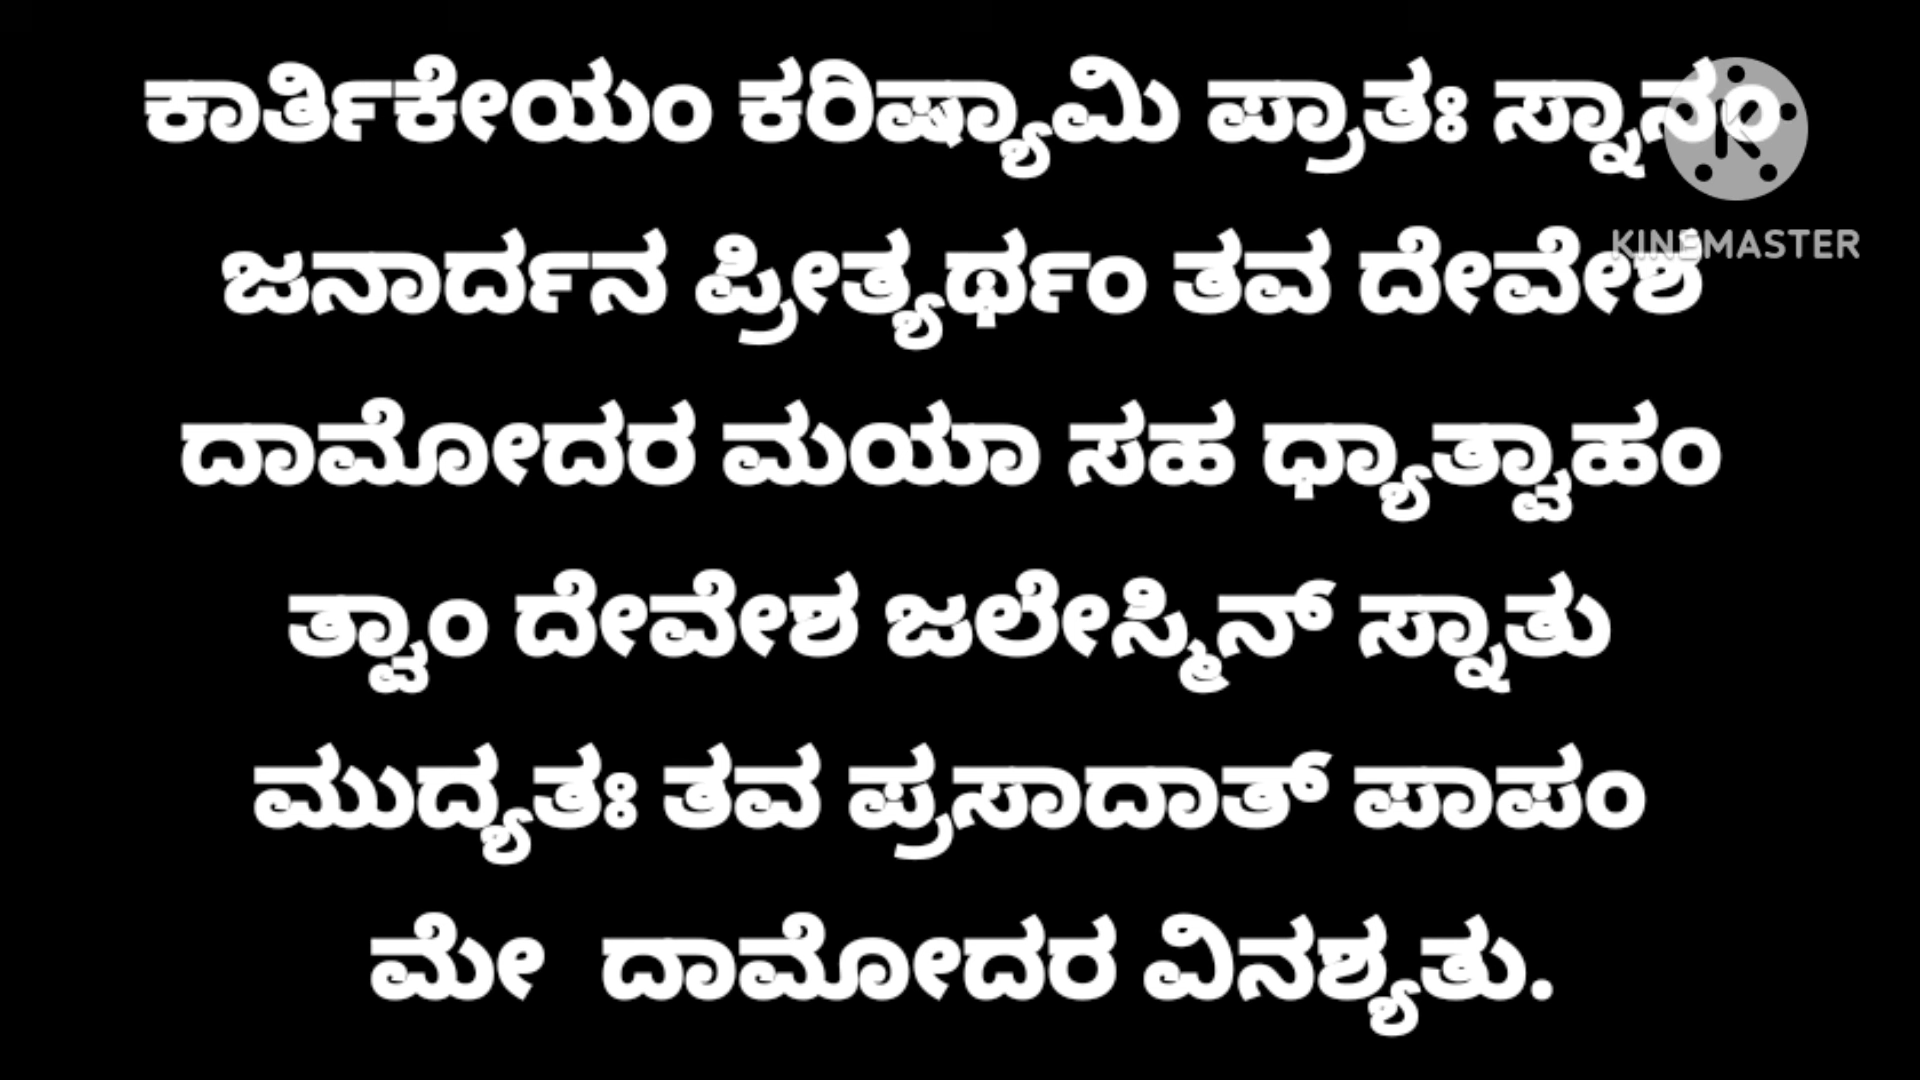 ಕಾರ್ತಿಕೇಯಂ ಕರಿಷ್ಯಾಮಿ ಪ್ರಾತಃ ಸ್ನಾನಂ
ಜನಾರ್ದನ ಪ್ರೀತ್ಯರ್ಥಂ ತವ ದೇವೇಶ
ದಾಮೋದರ ಮಯಾ ಸಹ ಧ್ಯಾತ್ವಾಹಂ
ತ್ವಾಂ ದೇವೇಶ ಜಲೇಸ್ಮಿನ್ ಸ್ನಾತು
ಮುದ್ಯತಃ ತವ ಪ್ರಸಾದಾತ್ ಪಾಪಂ
ಮೇ ದಾಮೋದರ ವಿನಶ್ಯತು.
KINEMASTER